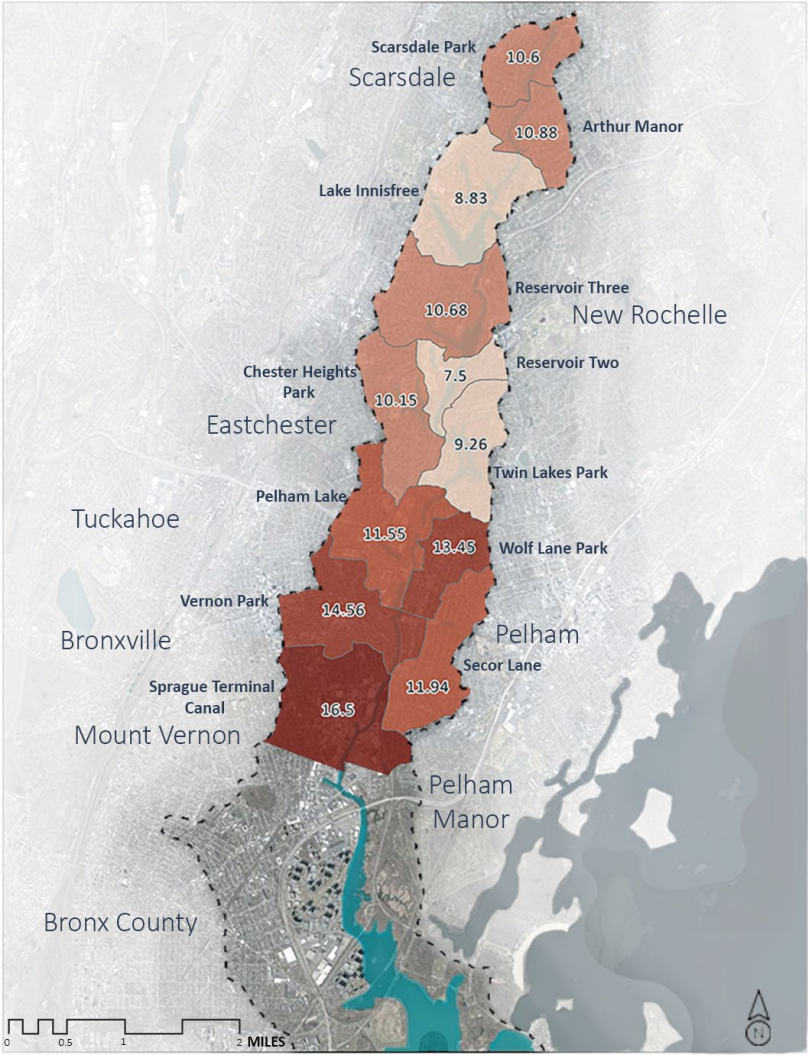 Scarsdale Park
10.6
Scarsdale
10.88
Arthur Manor
Lake Innisfree
8.83
Reservoir Three
10.68
New Rochelle
Reservoir Two
Chester Heights
Park
7.5
10.15
Eastchester
9.26
Twin Lakes Park
Pelham Lake
Tuckahoe
11.55
13.45
Wolf Lane Park
Vernon Park
14.56
Bronxville
Pelham
Secor Lane
Sprague Terminal
Canal
11.94
16.5
Mount Vernon
Pelham
Manor
Bronx County
N
0 0.5 1 2 MILES